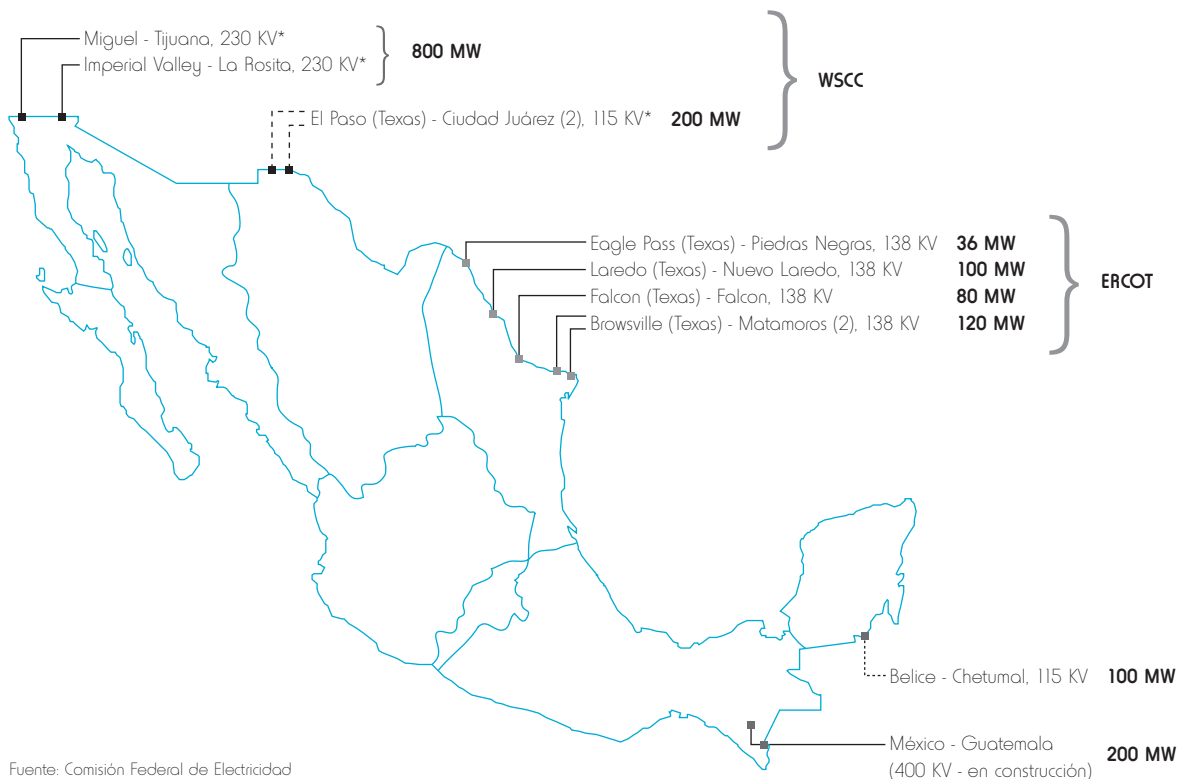 Miguel - Tijuana, 230 KV*
Imperial Valley - La Rosita, 230 KV*
800 MW
WSCC
El Paso (Texas) - Ciudad Juárez (2), 115 KV* 200 MW
Eagle Pass (Texas) - Piedras Negras, 138 KV 36 MW
Laredo (Texas) - Nuevo Laredo, 138 KV 100 MW
Falcon (Texas) - Falcon, 138 KV 80 MW
Browsville (Texas) - Matamoros (2), 138 KV 120 MW
ERCOT
Belice - Chetumal, 115 KV 100 MW
México - Guatemala
(400 KV - en construcción)
200 MW
Fuente: Comisión Federal de Electricidad